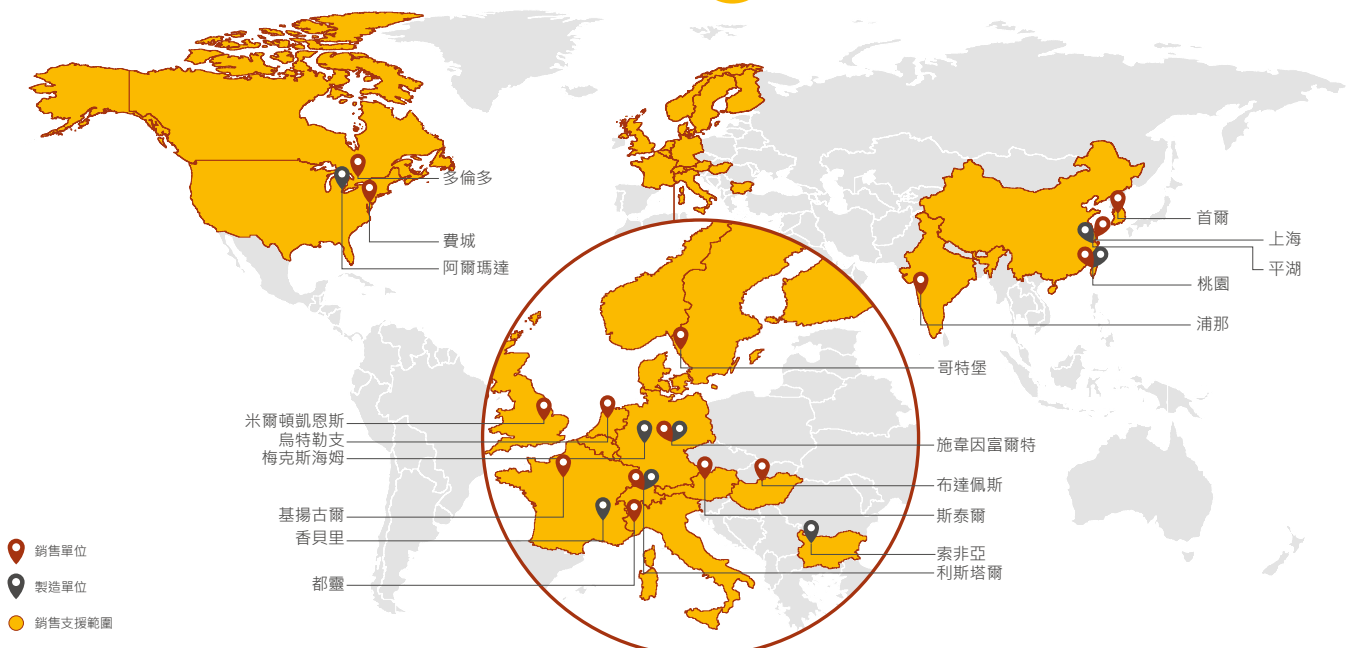 多倫多
費城
阿爾瑪達
首爾
上海
平湖
桃園
浦那
哥特堡
米爾頓凱恩斯
烏特勒支
梅克斯海姆
施韋因富爾特
布達佩斯
基揚古爾
斯泰爾
香貝里
索非亞
利斯塔爾
都靈
銷售單位
製造單位
銷售支援範圍